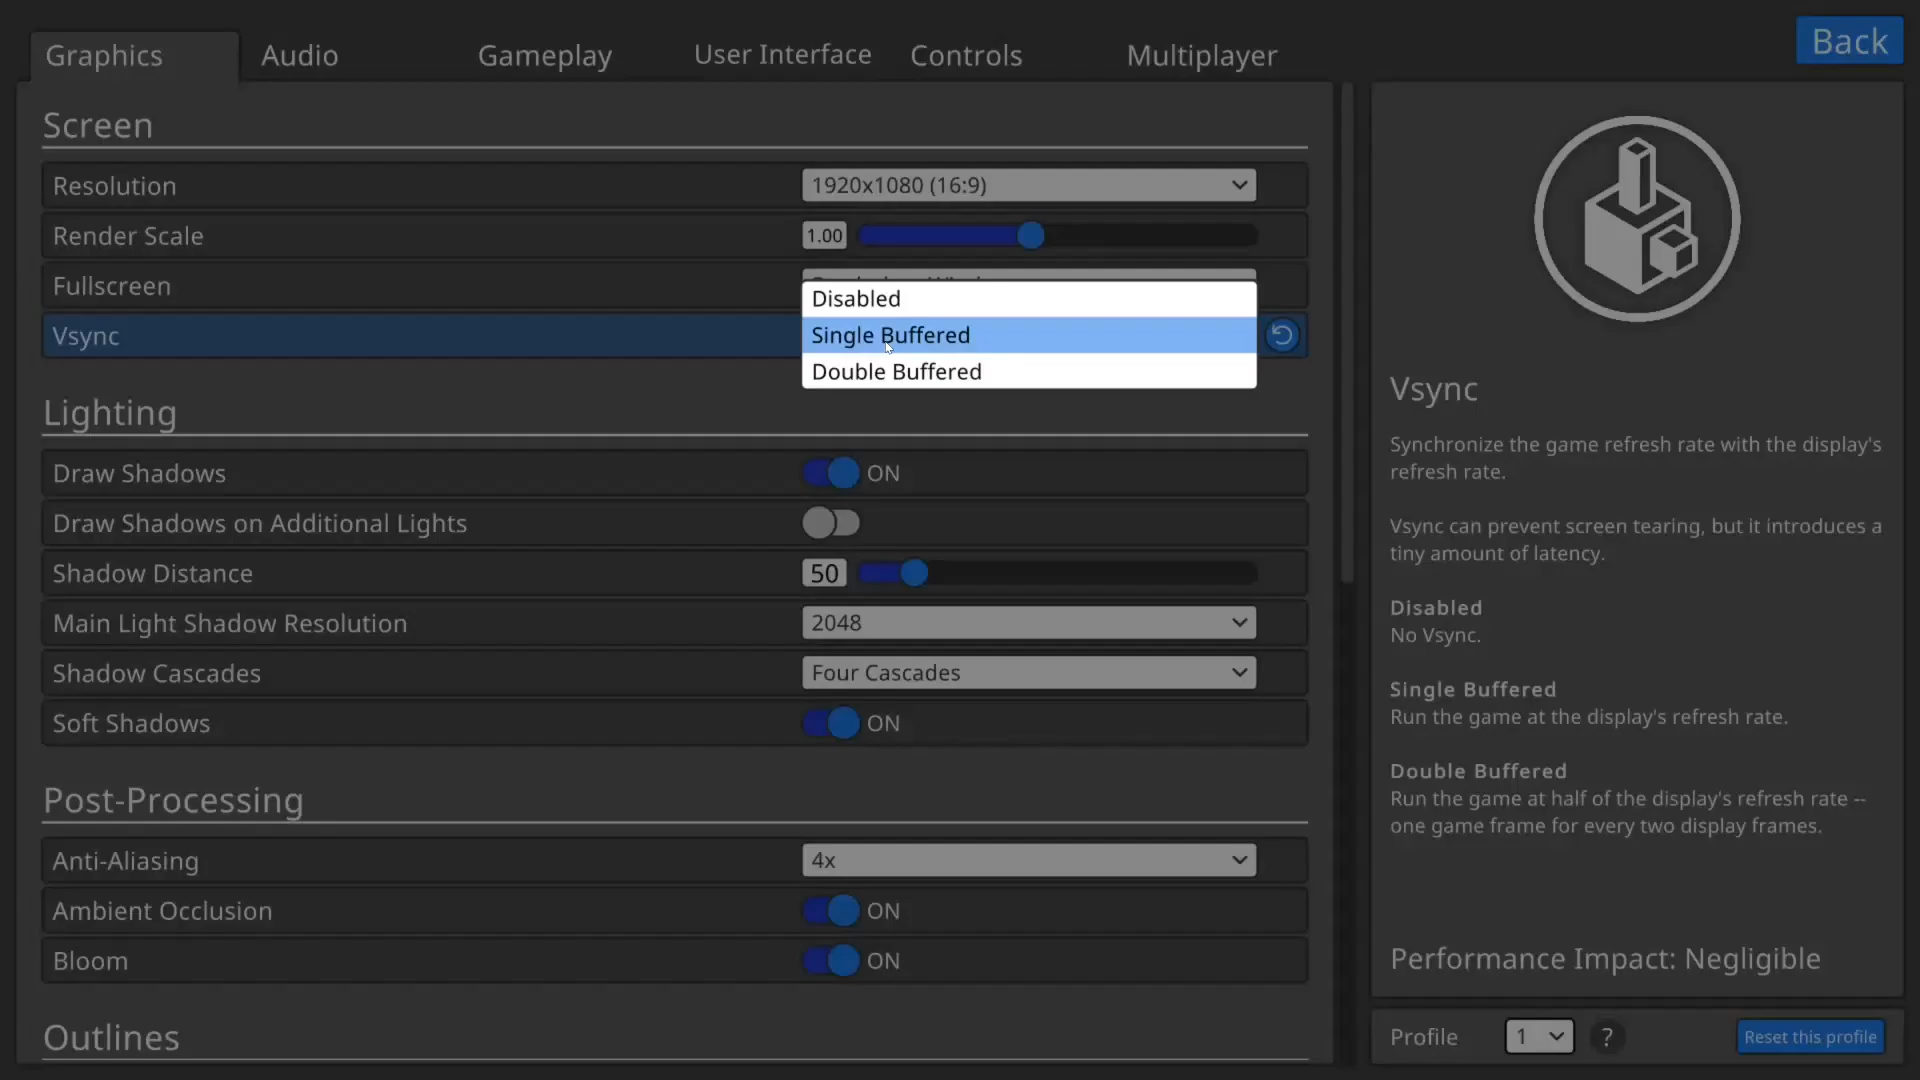 Graphics
Audio
Gameplay
User Interface
Controls
Multiplayer
Back
Screen
Resolution
1920x1080 (16:9)
Render Scale
1.00
Fullscreen
Vsync
Disabled
Single Buffered
Double Buffered
Lighting
Draw Shadows
ON
Draw Shadows on Additional Lights
Shadow Distance
50
Main Light Shadow Resolution
2048
Shadow Cascades
Four Cascades
Soft Shadows
ON
Post-Processing
Anti-Aliasing
4x
Ambient Occlusion
ON
Bloom
ON
Outlines
Vsync
Synchronize the game refresh rate with the display's
refresh rate.
Vsync can prevent screen tearing, but it introduces a
tiny amount of latency.
Disabled
No Vsync.
Single Buffered
Run the game at the display's refresh rate.
Double Buffered
Run the game at half of the display's refresh rate --
one game frame for every two display frames.
Performance Impact: Negligible
Profile
1
?
Reset this profile